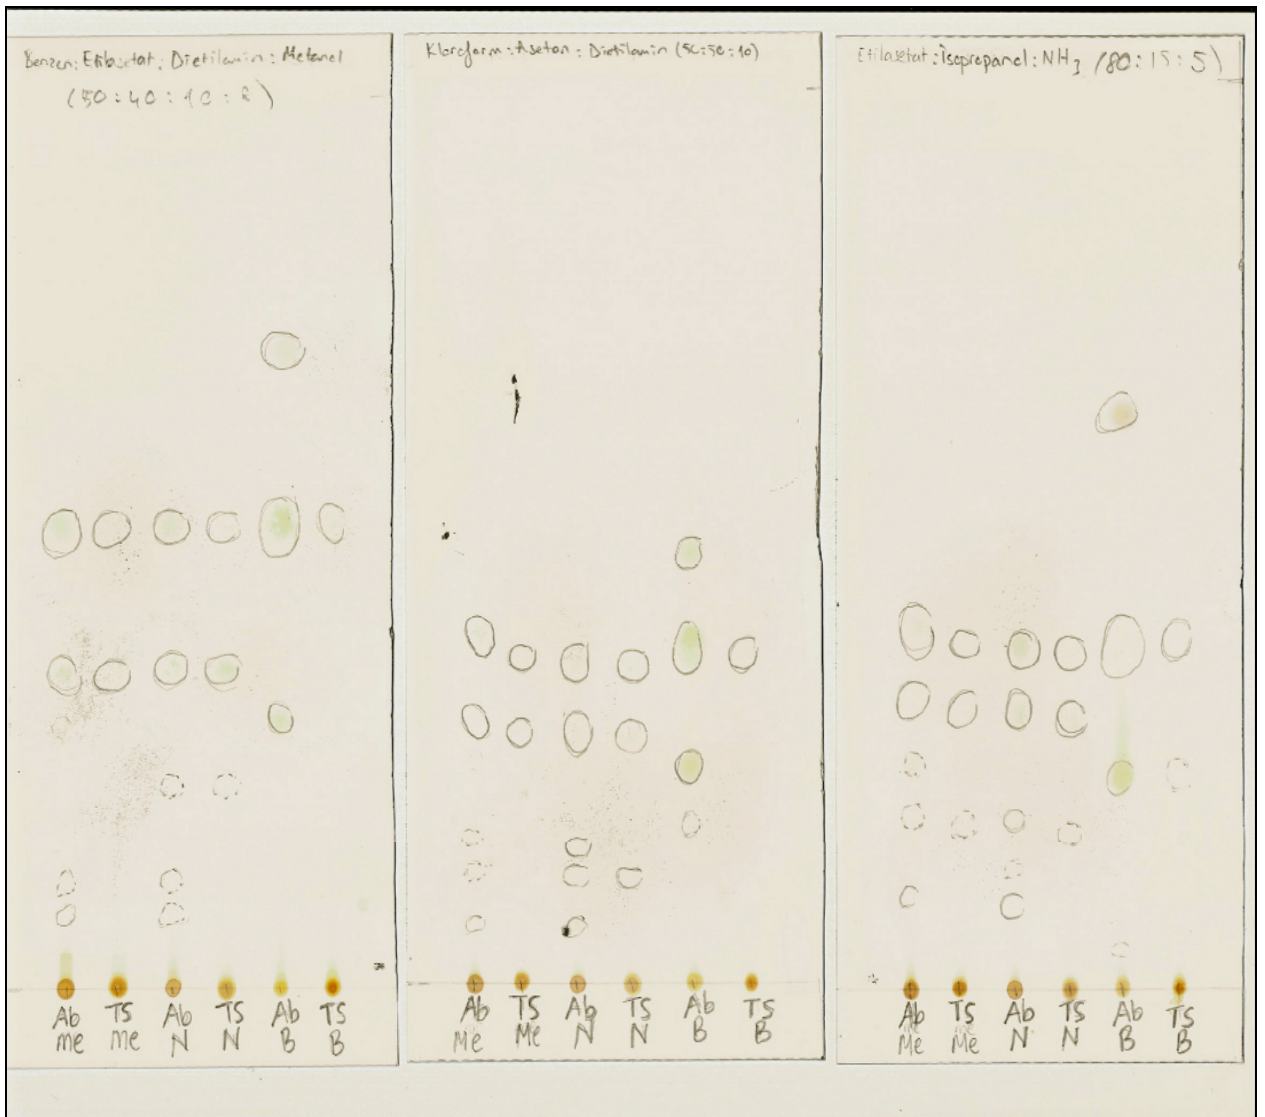 Benzen: Etilasetat: Dietilamin: Metanol
(50:40:10:8)
Kloroform: Aseton: Dietilamin (50:50:10)
Etilasetat: İsopropanol: NH3 (80:15:5)
Ab TS Ab TS Ab TS
me me N N B B
Ab TS Ab TS Ab TS
Me Me N N B B
Ab TS Ab TS Ab TS
Me Me N N B B